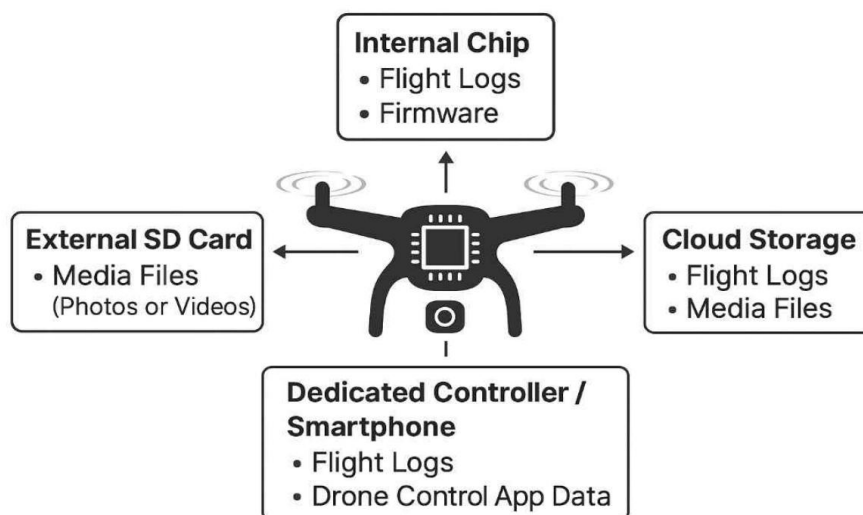 Internal Chip
• Flight Logs
• Firmware
External SD Card
• Media Files
(Photos or Videos)
Cloud Storage
• Flight Logs
• Media Files
Dedicated Controller /
Smartphone
• Flight Logs
• Drone Control App Data